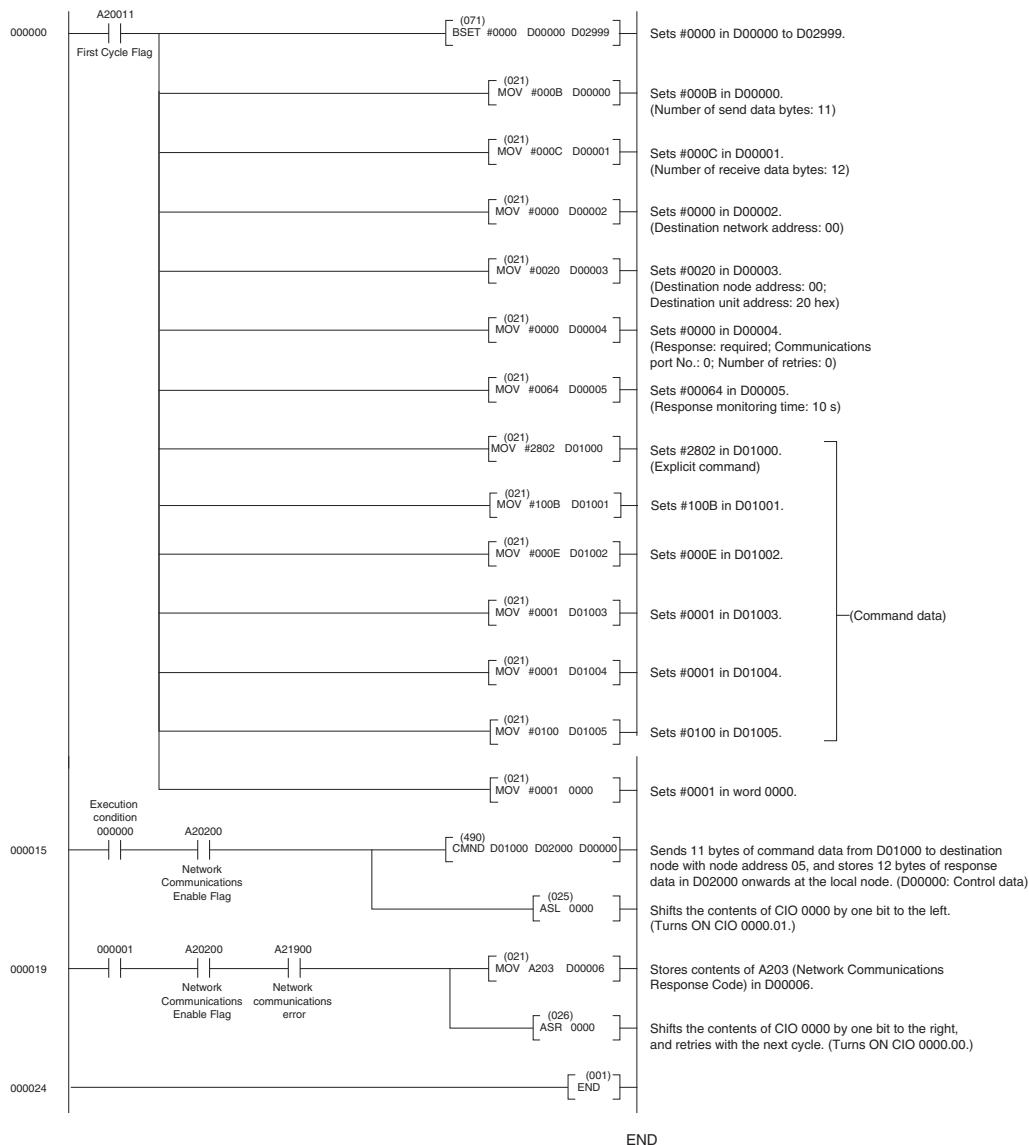 A20011
000000
First Cycle Flag
(071)
BSET #0000 D00000 D02999
Sets #0000 in D00000 to D02999.
(021)
MOV #000B D00000
Sets #000B in D00000.
(Number of send data bytes: 11)
(021)
MOV #000C D00001
Sets #000C in D00001.
(Number of receive data bytes: 12)
(021)
MOV #0000 D00002
Sets #0000 in D00002.
(Destination network address: 00)
(021)
MOV #0020 D00003
Sets #0020 in D00003.
(Destination node address: 00;
Destination unit address: 20 hex)
(021)
MOV #0000 D00004
Sets #0000 in D00004.
(Response: required; Communications
port No.: 0; Number of retries: 0)
(021)
MOV #0064 D00005
Sets #00064 in D00005.
(Response monitoring time: 10 s)
(021)
MOV #2802 D01000
Sets #2802 in D01000.
(Explicit command)
(021)
MOV #100B D01001
Sets #100B in D01001.
(021)
MOV #000E D01002
Sets #000E in D01002.
(021)
MOV #0001 D01003
Sets #0001 in D01003.
(Command data)
(021)
MOV #0001 D01004
Sets #0001 in D01004.
(021)
MOV #0100 D01005
Sets #0100 in D01005.
(021)
MOV #0001 0000
Sets #0001 in word 0000.
Execution
condition
000000
A20200
000015
Network
Communications
Enable Flag
(490)
CMND D01000 D02000 D00000
Sends 11 bytes of command data from D01000 to destination
node with node address 05, and stores 12 bytes of response
data in D02000 onwards at the local node. (D00000: Control data)
(025)
ASL 0000
Shifts the contents of CIO 0000 by one bit to the left.
(Turns ON CIO 0000.01.)
000001
A20200
A21900
000019
Network
Communications
Enable Flag
Network
communications
error
(021)
MOV A203 D00006
Stores contents of A203 (Network Communications
Response Code) in D00006.
(026)
ASR 0000
Shifts the contents of CIO 0000 by one bit to the right,
and retries with the next cycle. (Turns ON CIO 0000.00.)
000024
(001)
END
END